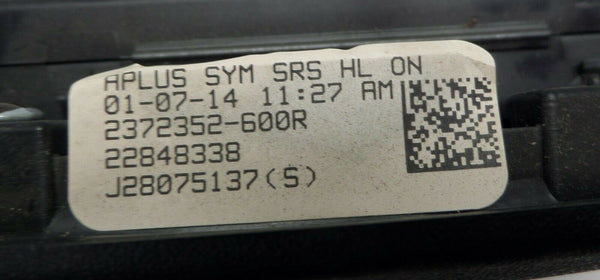 APLUS SYM SRS HL ON
01-07-14 11:27 AM
2372352-600R
22848338
J28075137(S)